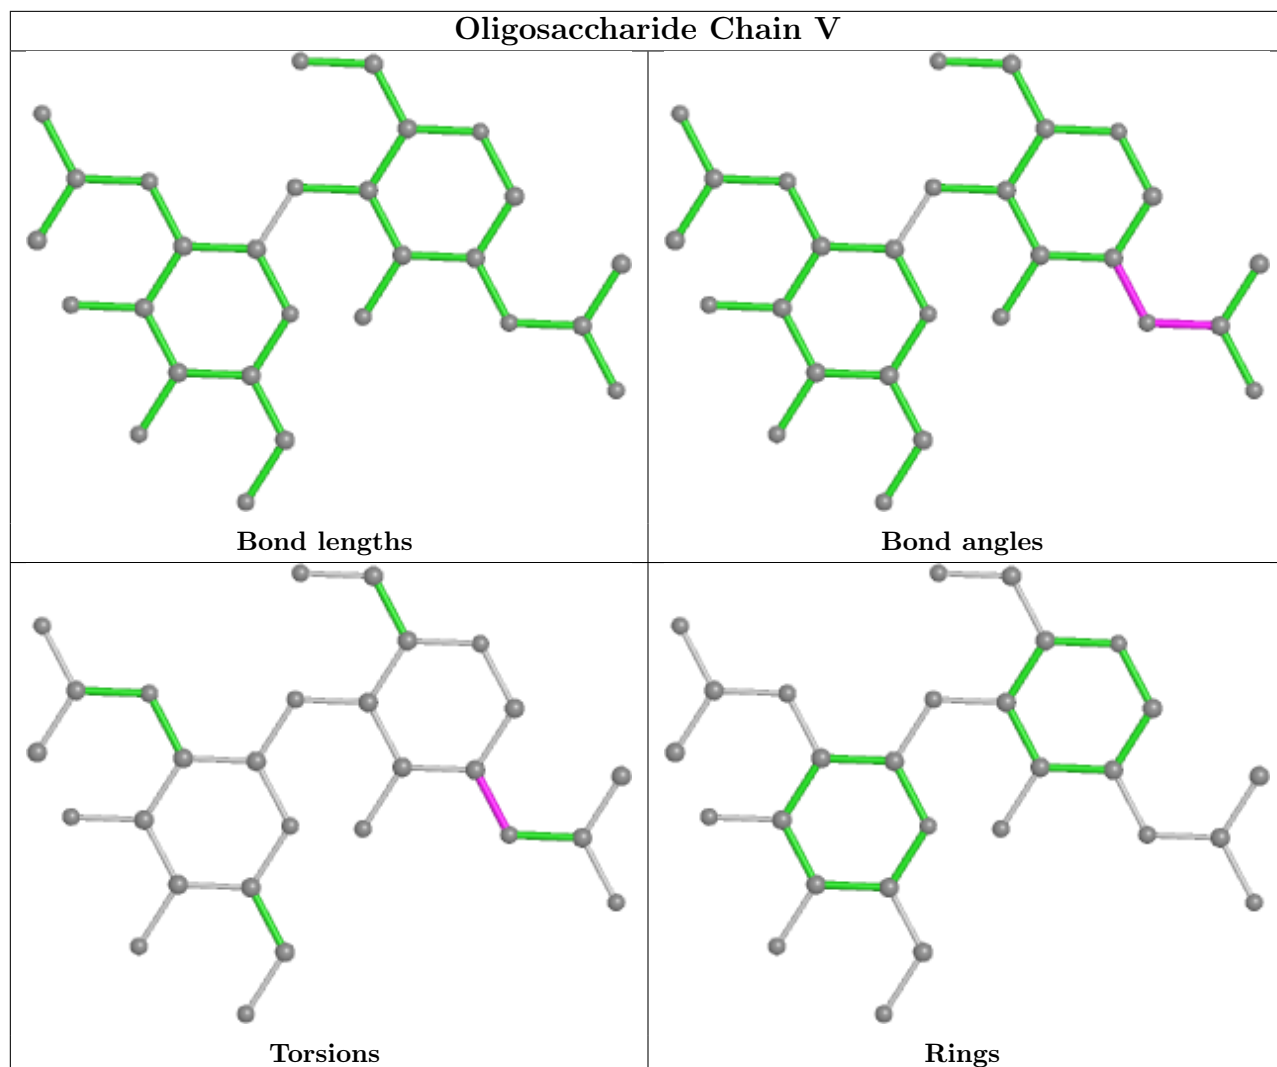 Oligosaccharide Chain V
Bond lengths
Bond angles
Torsions
Rings